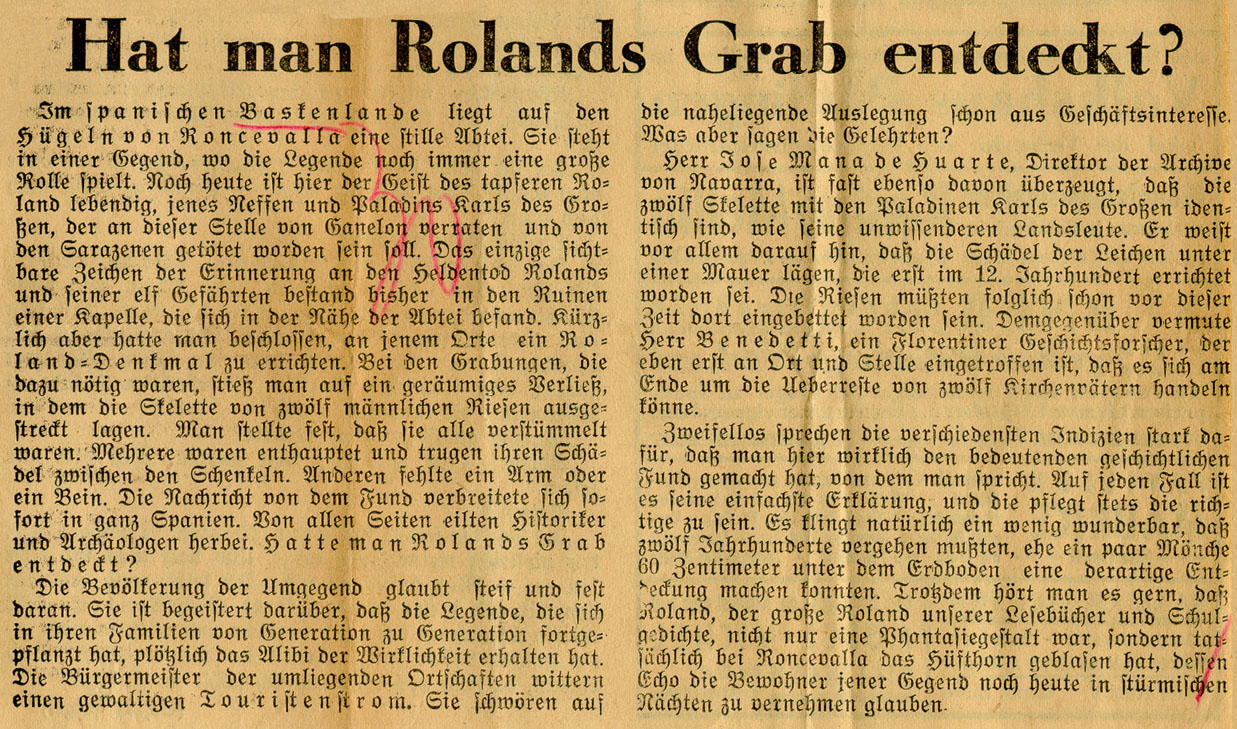 Hat man Rolands Grab entdeckt?
Im spanischen Baskenlande liegt auf den
Hügeln von Roncevalla eine stille Abtei. Sie steht
in einer Gegend, wo die Legende noch immer eine große
Rolle spielt. Noch heute ist hier der Geist des tapferen Ro-
land lebendig, jenes Neffen und Paladins Karls des Gro-
ßen, der an dieser Stelle von Ganelon verraten und von
den Sarazenen getötet worden sein soll. Das einzige sicht-
bare Zeichen der Erinnerung an den Heldentod Rolands
und seiner elf Gefährten bestand bisher in den Ruinen
einer Kapelle, die sich in der Nähe der Abtei befand. Kürz-
lich aber hatte man beschlossen, an jenem Orte ein Ro-
land-Denkmal zu errichten. Bei den Grabungen, die
dazu nötig waren, stieß man auf ein geräumiges Verließ,
in dem die Skelette von zwölf männlichen Riesen ausge-
streckt lagen. Man stellte fest, daß sie alle verstümmelt
waren. Mehrere waren enthauptet und trugen ihren Schä-
del zwischen den Schenkeln. Anderen fehlte ein Arm oder
ein Bein. Die Nachricht von dem Fund verbreitete sich so-
fort in ganz Spanien. Von allen Seiten eilten Historiker
und Archäologen herbei. Hatte man Rolands Grab
entdeckt?
Die Bevölkerung der Umgegend glaubt steif und fest
daran. Sie ist begeistert darüber, daß die Legende, die sich
in ihren Familien von Generation zu Generation fortge-
pflanzt hat, plötzlich das Alibi der Wirklichkeit erhalten hat.
Die Bürgermeister der umliegenden Ortschaften wittern
einen gewaltigen Touristenstrom. Sie schwören auf
die naheliegende Auslegung schon aus Geschäftsinteresse.
Was aber sagen die Gelehrten?
Herr Jose Mana de Huarte, Direktor der Archive
von Navarra, ist fast ebenso davon überzeugt, daß die
zwölf Skelette mit den Paladinen Karls des Großen iden-
tisch sind, wie seine unwissenderen Landsleute. Er weist
vor allem darauf hin, daß die Schädel der Leichen unter
einer Mauer lägen, die erst im 12. Jahrhundert errichtet
worden sei. Die Riesen müßten folglich schon vor dieser
Zeit dort eingebettet worden sein. Demgegenüber vermute
Herr Benedetti, ein Florentiner Geschichtsforscher, der
eben erst an Ort und Stelle eingetroffen ist, daß es sich am
Ende um die Ueberreste von zwölf Kirchenrätern handeln
könne.
Zweifellos sprechen die verschiedensten Indizien stark da-
für, daß man hier wirklich den bedeutenden geschichtlichen
Fund gemacht hat, von dem man spricht. Auf jeden Fall ist
es seine einfachste Erklärung, und die pflegt stets die rich-
tige zu sein. Es klingt natürlich ein wenig wunderbar, daß
zwölf Jahrhunderte vergehen mußten, ehe ein paar Mönche
60 Zentimeter unter dem Erdboden eine derartige Ent-
deckung machen konnten. Trotzdem hört man es gern, daß
Roland, der große Roland unserer Lesebücher und Schul-
gedichte, nicht nur eine Phantasiegestalt war, sondern tat-
sächlich bei Roncevalla das Hüfthorn geblasen hat, dessen
Echo die Bewohner jener Gegend noch heute in stürmischen
Nächten zu vernehmen glauben.